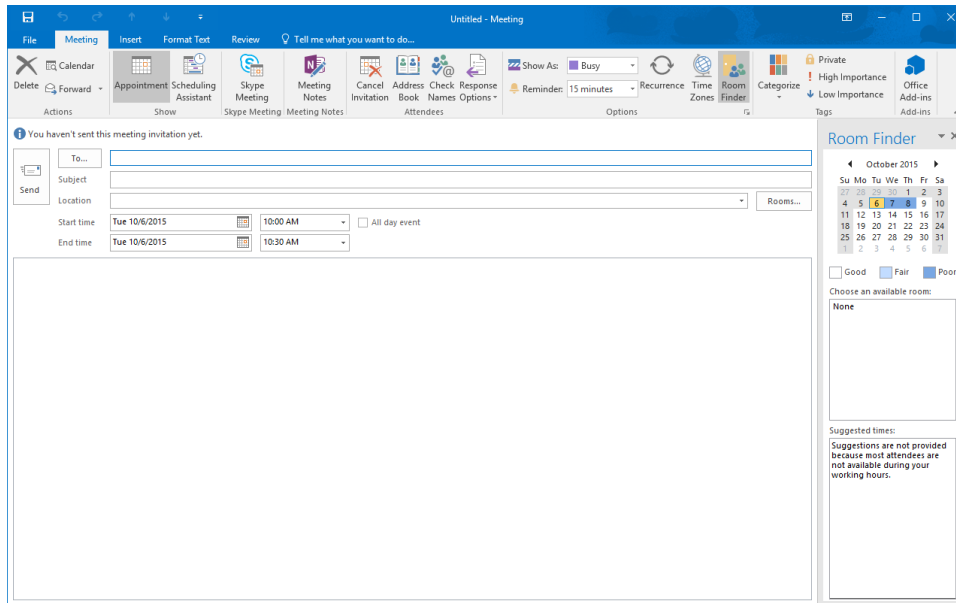 Untitled - Meeting
File Meeting Insert Format Text Review Tell me what you want to do...
Delete
Calendar
Forward
Actions
Appointment
Scheduling
Assistant
Show
Skype
Meeting
Skype Meeting
Meeting
Notes
Meeting Notes
Cancel
Invitation
Address
Book
Check
Names
Response
Options
Attendees
Show As: Busy
Reminder: 15 minutes
Recurrence
Time
Zones
Room
Finder
Options
Categorize
Private
High Importance
Low Importance
Tags
Office
Add-ins
Add-ins
You haven't sent this meeting invitation yet.
Send
To...
Subject
Location Rooms...
Start time Tue 10/6/2015 10:00 AM All day event
End time Tue 10/6/2015 10:30 AM
Room Finder
October 2015
Su Mo Tu We Th Fr Sa
27 28 29 30 1 2 3
4 5 6 7 8 9 10
11 12 13 14 15 16 17
18 19 20 21 22 23 24
25 26 27 28 29 30 31
1 2 3 4 5 6 7
Good Fair Poor
Choose an available room:
None
Suggested times:
Suggestions are not provided
because most attendees are
not available during your
working hours.